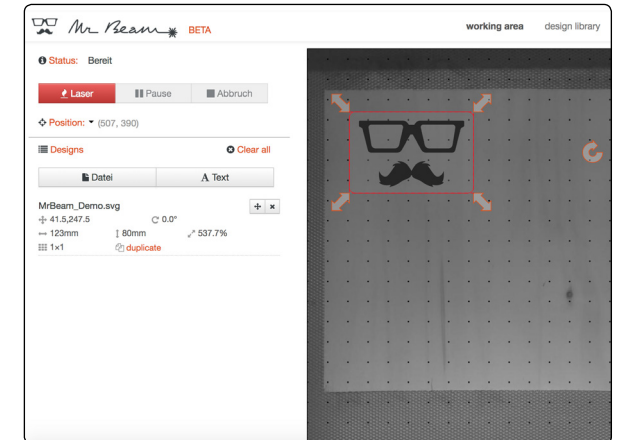 Mr Beam BETA
working area design library
Status: Bereit
Laser Pause Abbruch
Position: (507, 390)
Designs Clear all
Datei A Text
MrBeam_Demo.svg
41.5,247.5 0.0°
123mm 80mm 537.7%
1×1 duplicate